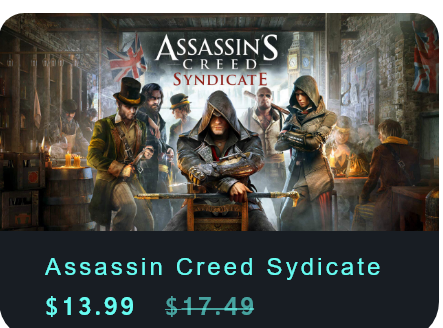 ASSASSIN'S
CREED
SYNDICATE
Assassin Creed Sydicate
$13.99 $17.49